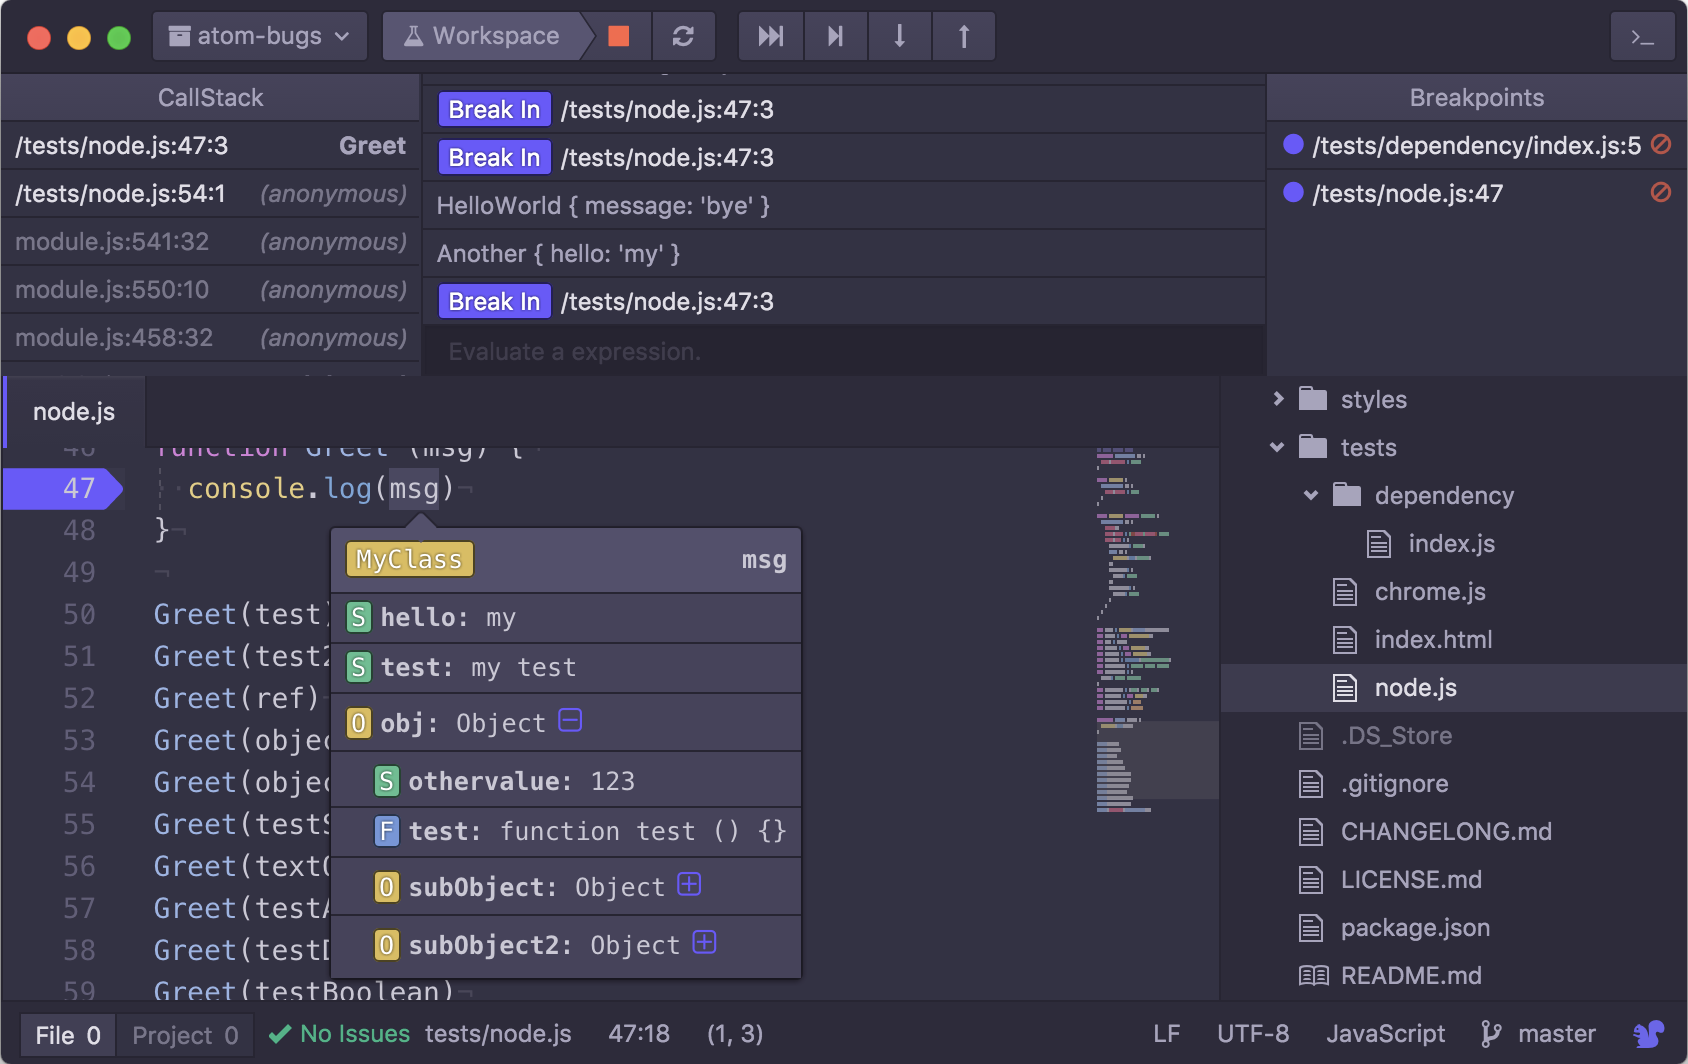 atom-bugs
Workspace
CallStack
/tests/node.js:47:3 Greet
/tests/node.js:54:1 (anonymous)
module.js:541:32 (anonymous)
module.js:550:10 (anonymous)
module.js:458:32 (anonymous)
Break In /tests/node.js:47:3
Break In /tests/node.js:47:3
HelloWorld { message: 'bye' }
Another { hello: 'my' }
Break In /tests/node.js:47:3
Evaluate a expression.
Breakpoints
/tests/dependency/index.js:5
/tests/node.js:47
node.js
46 function Greet (msg) {
47 console.log(msg)
48 }
49
50 Greet(test)
51 Greet(test2
52 Greet(ref)
53 Greet(objec
54 Greet(objec
55 Greet(testS
56 Greet(text
57 Greet(testA
58 Greet(testD
59 Greet(testBoolean)
MyClass msg
S hello: my
S test: my test
O obj: Object
S othervalue: 123
F test: function test () {}
O subObject: Object
O subObject2: Object
styles
tests
dependency
index.js
chrome.js
index.html
node.js
.DS_Store
.gitignore
CHANGELONG.md
LICENSE.md
package.json
README.md
File 0 Project 0 No Issues tests/node.js 47:18 (1, 3) LF UTF-8 JavaScript master